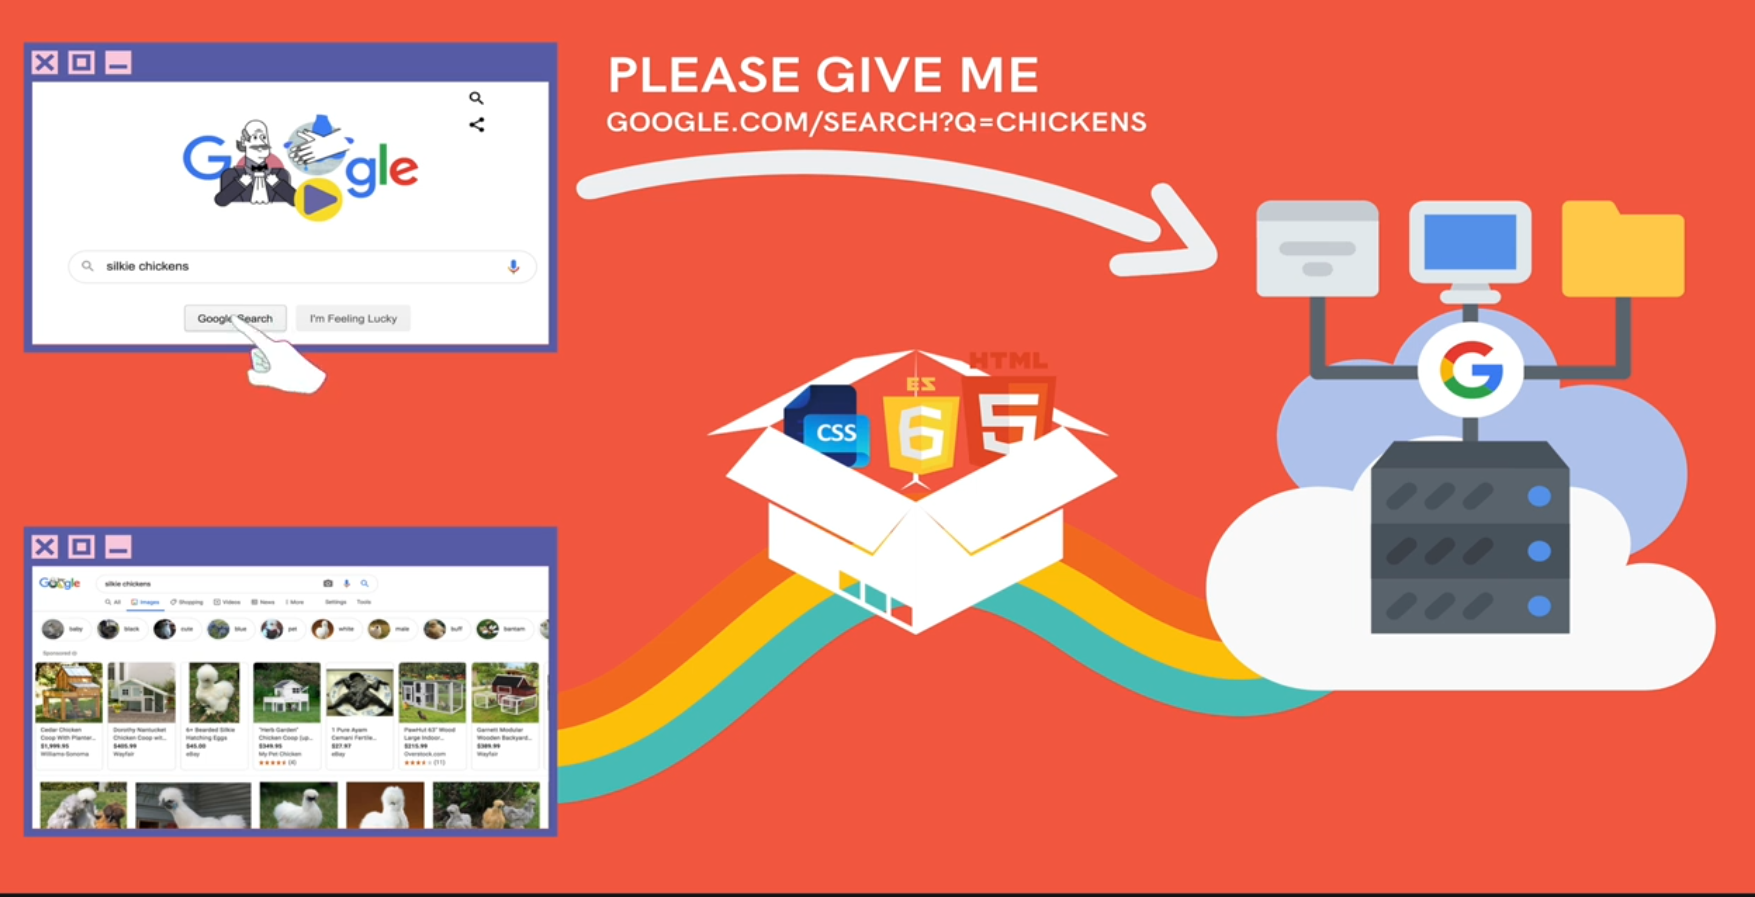 PLEASE GIVE ME
GOOGLE.COM/SEARCH?Q=CHICKENS
Google
silkie chickens
Google Search
I'm Feeling Lucky
HTML
ES
CSS
6
5
G
Google
silkie chickens
All Images Shopping Videos News More Settings Tools
baby black cute blue pet white male buff bantam
Sponsored
Cedar Chicken
Coop With Planter...
$1,999.95
Williams-Sonoma
Dorothy Nantucket
Chicken Coop wit...
$405.99
Wayfair
6+ Bearded Silkie
Hatching Eggs
$45.00
eBay
"Herb Garden"
Chicken Coop (up...
$349.95
My Pet Chicken
(4)
1 Pure Ayam
Cemani Fertile...
$27.97
eBay
PawHut 63" Wood
Large Indoor...
$215.99
Overstock.com
(11)
Garrett Modular
Wooden Backyard...
$389.99
Wayfair